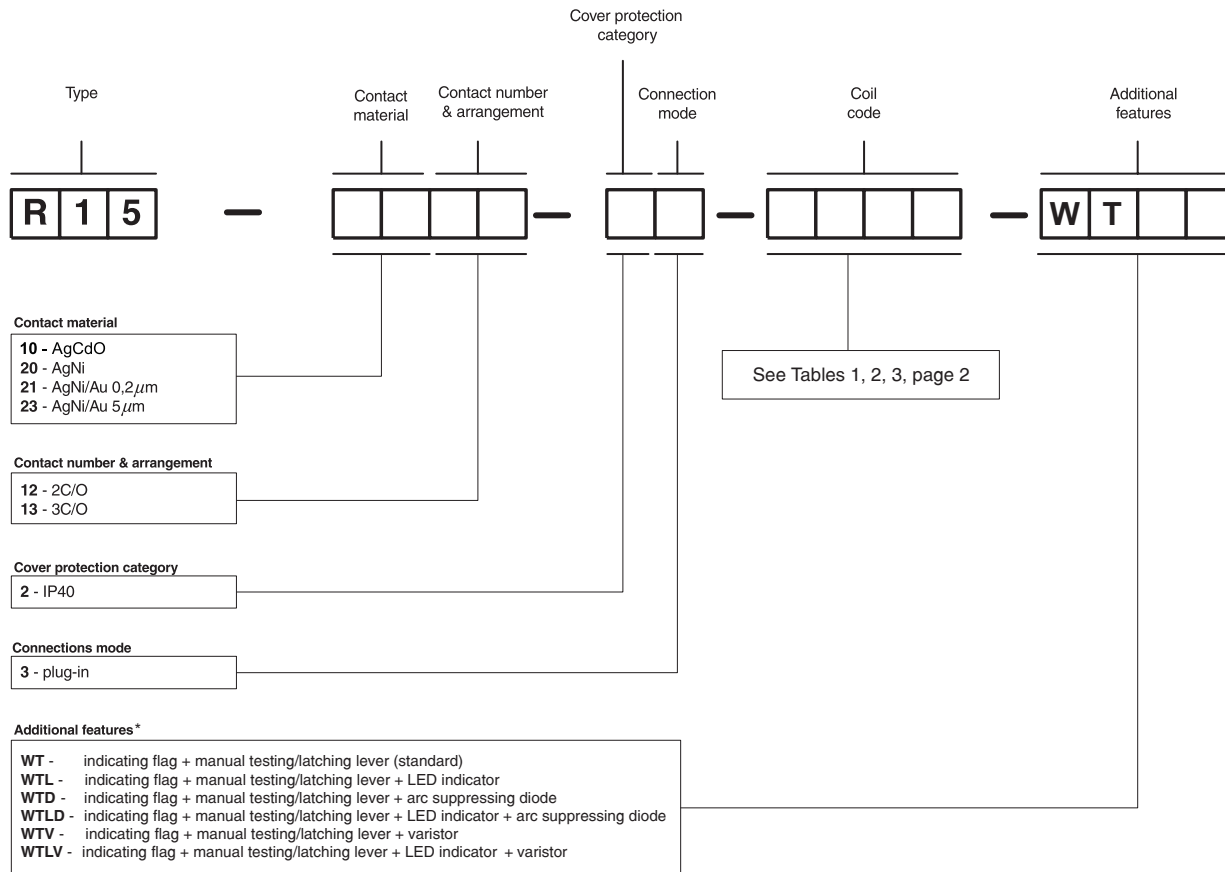 Cover protection
category
Type
Contact
material
Contact number
& arrangement
Connection
mode
Coil
code
Additional
features
R 1 5 — — — — W T
Contact material
10 - AgCdO
20 - AgNi
21 - AgNi/Au 0,2μm
23 - AgNi/Au 5μm
See Tables 1, 2, 3, page 2
Contact number & arrangement
12 - 2C/O
13 - 3C/O
Cover protection category
2 - IP40
Connections mode
3 - plug-in
Additional features*
WT - indicating flag + manual testing/latching lever (standard)
WTL - indicating flag + manual testing/latching lever + LED indicator
WTD - indicating flag + manual testing/latching lever + arc suppressing diode
WTLD - indicating flag + manual testing/latching lever + LED indicator + arc suppressing diode
WTV - indicating flag + manual testing/latching lever + varistor
WTLV - indicating flag + manual testing/latching lever + LED indicator + varistor